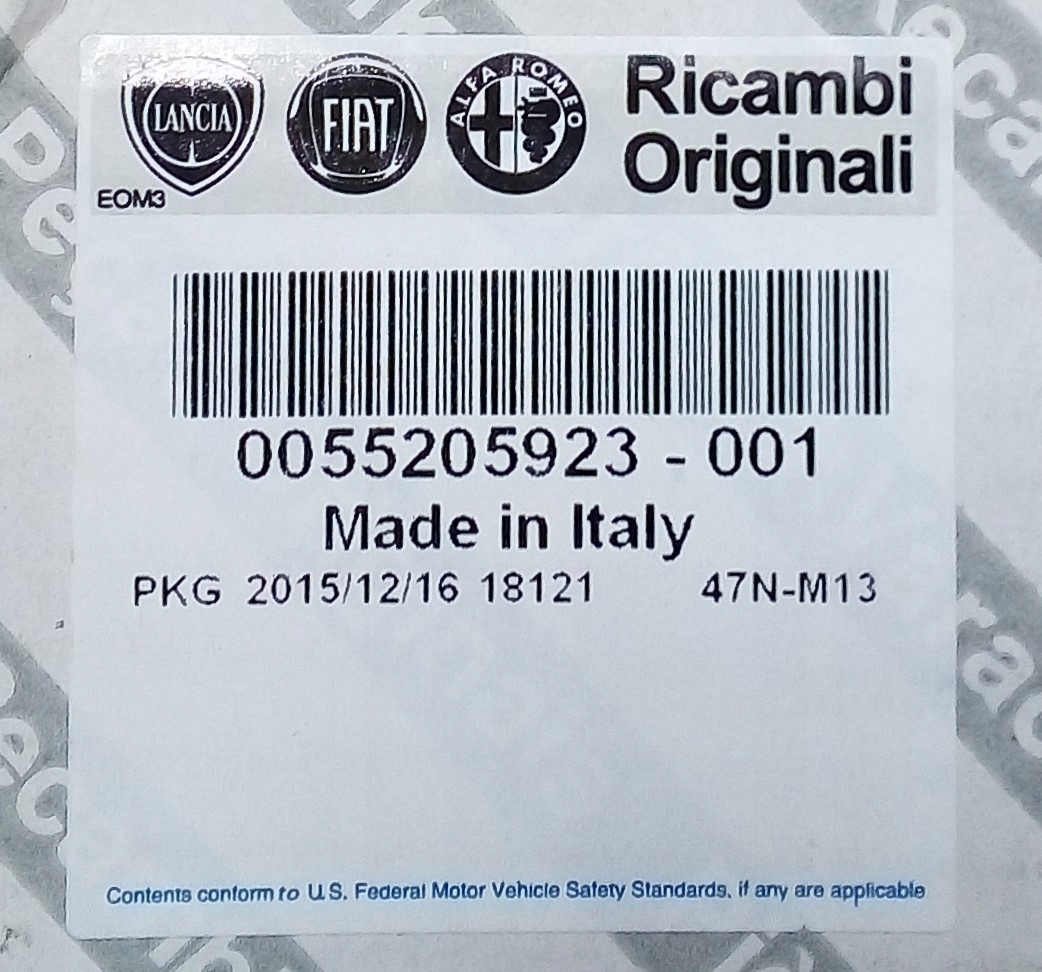 LANCIA
FIAT
ALFA ROMEO
Ricambi
Originali
EOM3
0055205923 - 001
Made in Italy
PKG 2015/12/16 18121 47N-M13
Contents conform to U.S. Federal Motor Vehicle Safety Standards, if any are applicable